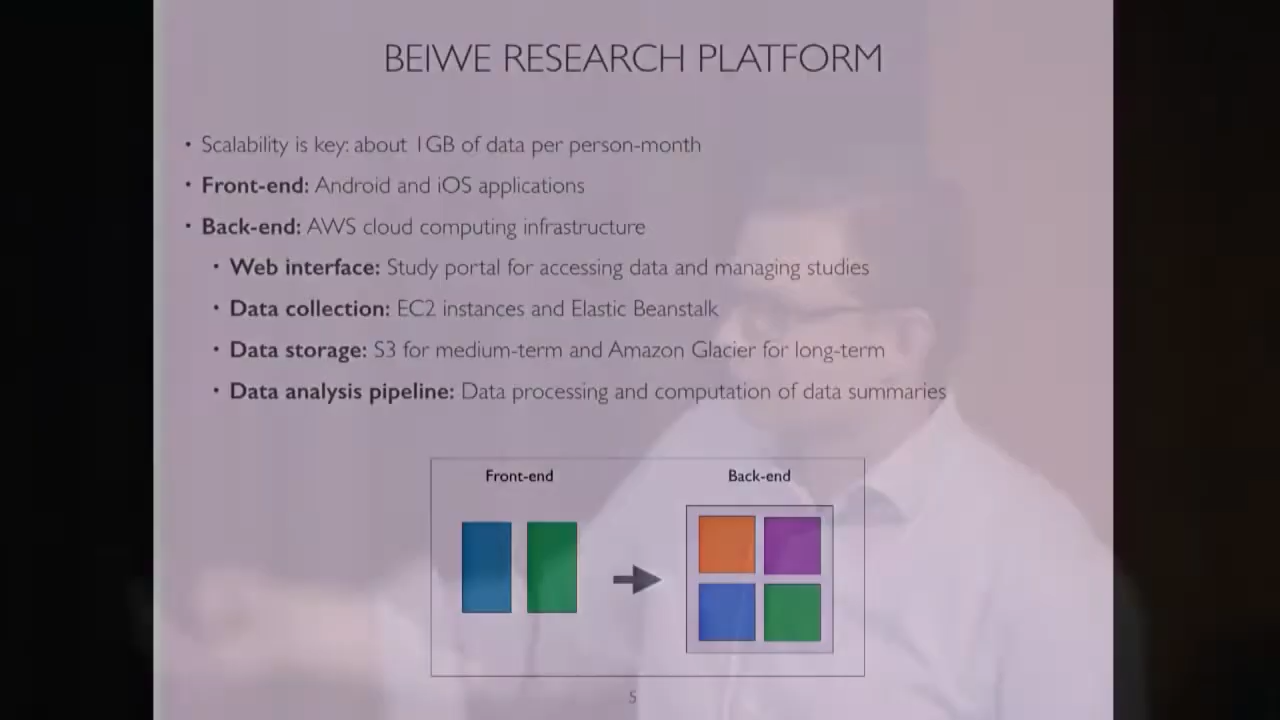 BEIWE RESEARCH PLATFORM
• Scalability is key: about 1GB of data per person-month
• Front-end: Android and iOS applications
• Back-end: AWS cloud computing infrastructure
• Web interface: Study portal for accessing data and managing studies
• Data collection: EC2 instances and Elastic Beanstalk
• Data storage: S3 for medium-term and Amazon Glacier for long-term
• Data analysis pipeline: Data processing and computation of data summaries
Front-end
Back-end
5